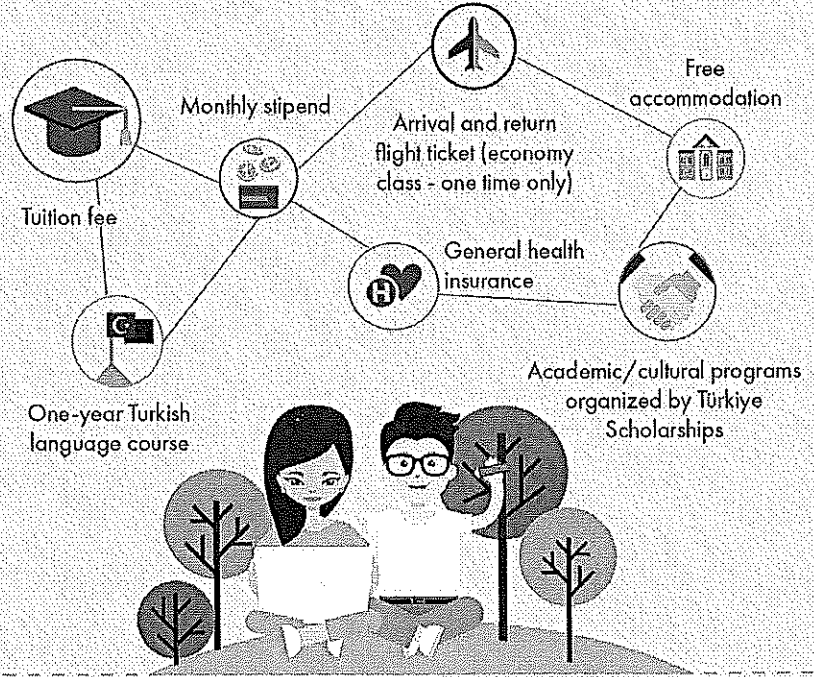 Monthly stipend
Free
accommodation
Arrival and return
flight ticket (economy
class - one time only)
Tuition fee
General health
insurance
H
One-year Turkish
language course
Academic/cultural programs
organized by Türkiye
Scholarships